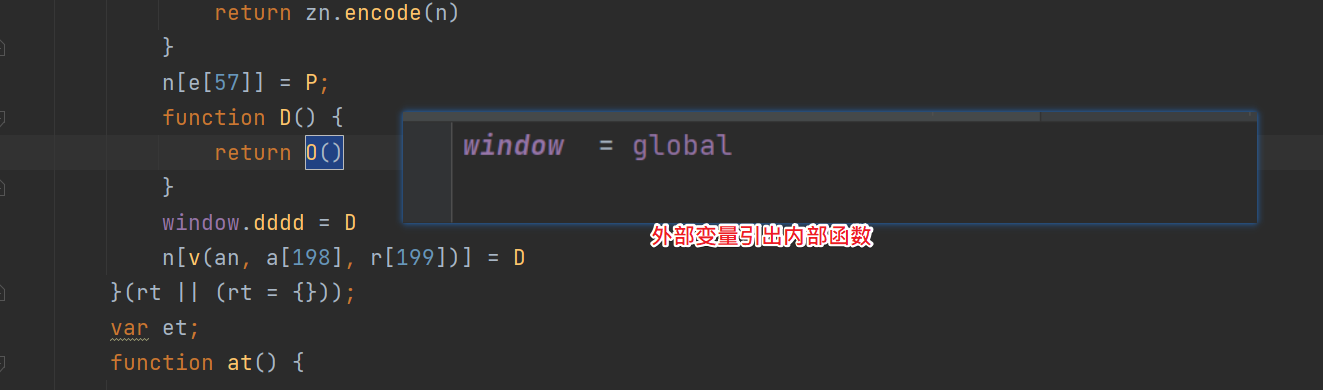 return zn.encode(n)
}
n[e[57]] = P;
function D() {
return O()
}
window.dddd = D
n[v(an, a[198], r[199])] = D
}(rt || (rt = {}));
var et;
function at() {
window = global
外部变量引出内部函数